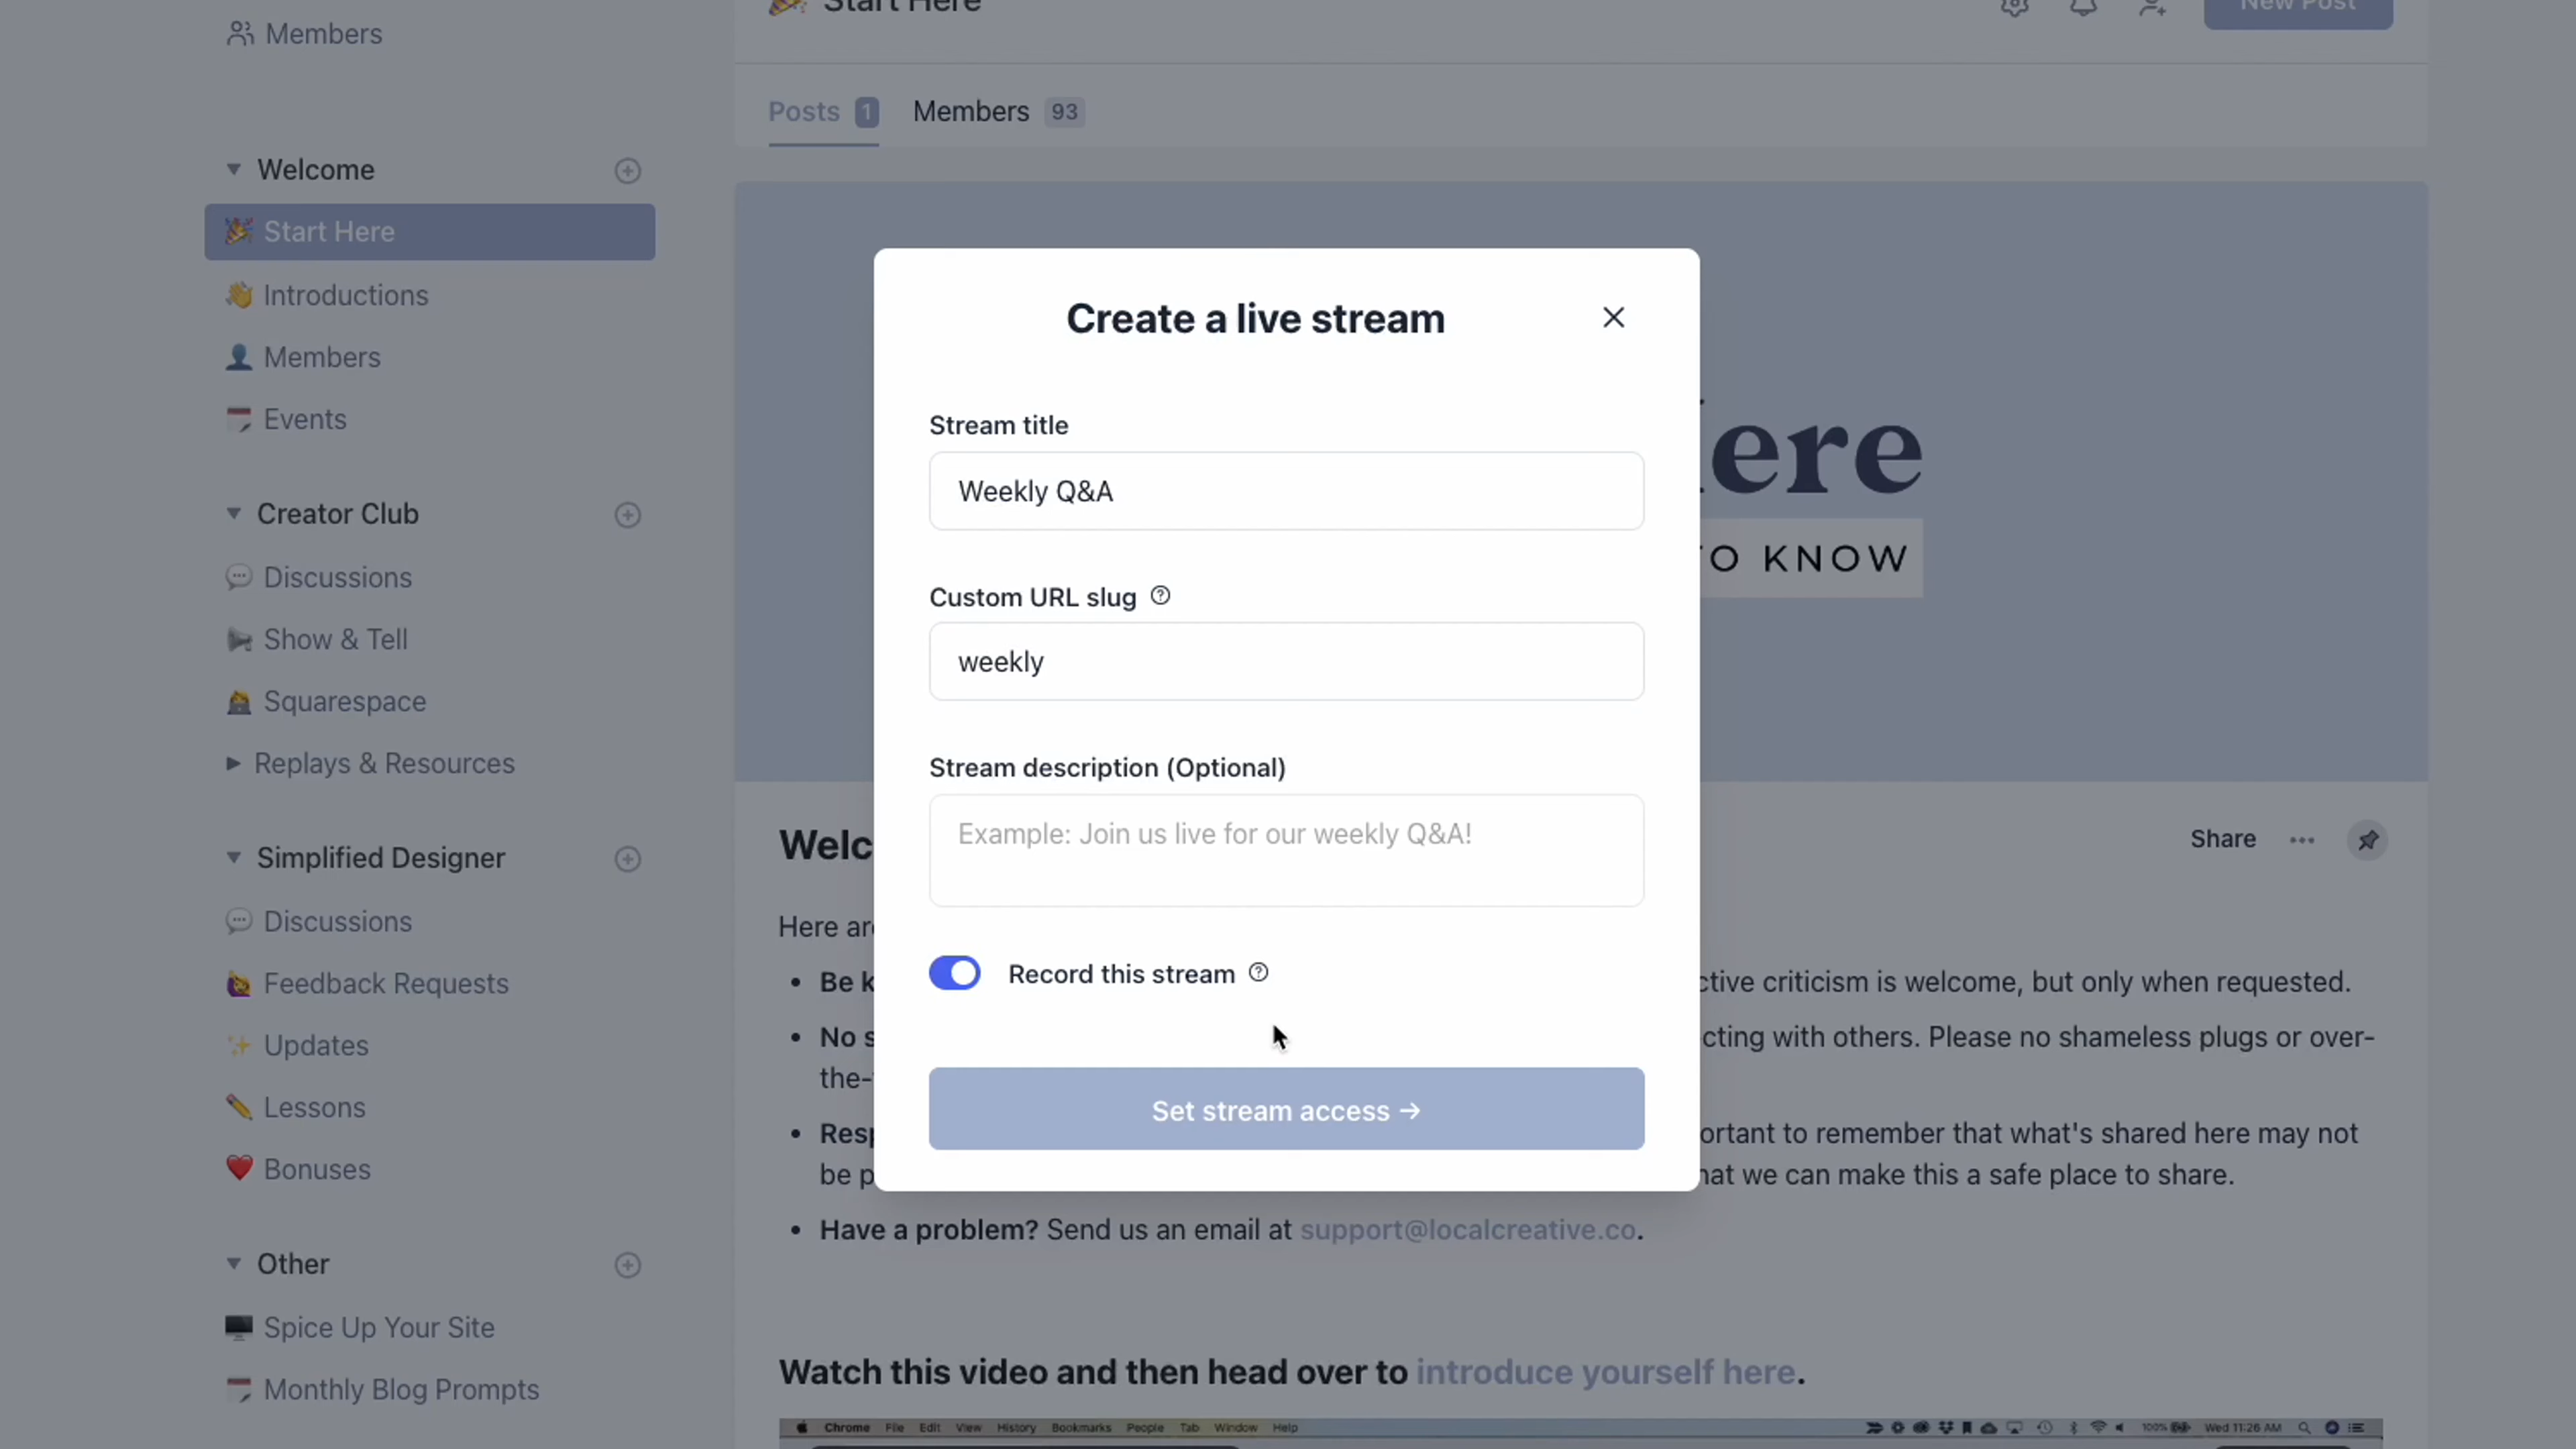 Members
Welcome
Start Here
Introductions
Members
Events
Creator Club
Discussions
Show & Tell
Squarespace
Replays & Resources
Simplified Designer
Discussions
Feedback Requests
Updates
Lessons
Bonuses
Other
Spice Up Your Site
Monthly Blog Prompts
Start Here
New Post
Posts 1 Members 93
ere
O KNOW
Create a live stream
Stream title
Weekly Q&A
Custom URL slug
weekly
Stream description (Optional)
Example: Join us live for our weekly Q&A!
Record this stream
Set stream access →
Welc
Share
Here ar
Be k
ctive criticism is welcome, but only when requested.
No s
cting with others. Please no shameless plugs or over-
the-
Resp
ortant to remember that what's shared here may not
be p
hat we can make this a safe place to share.
Have a problem? Send us an email at support@localcreative.co.
Watch this video and then head over to introduce yourself here.
Chrome File Edit View History Bookmarks People Tab Window Help
100% Wed 11:26 AM